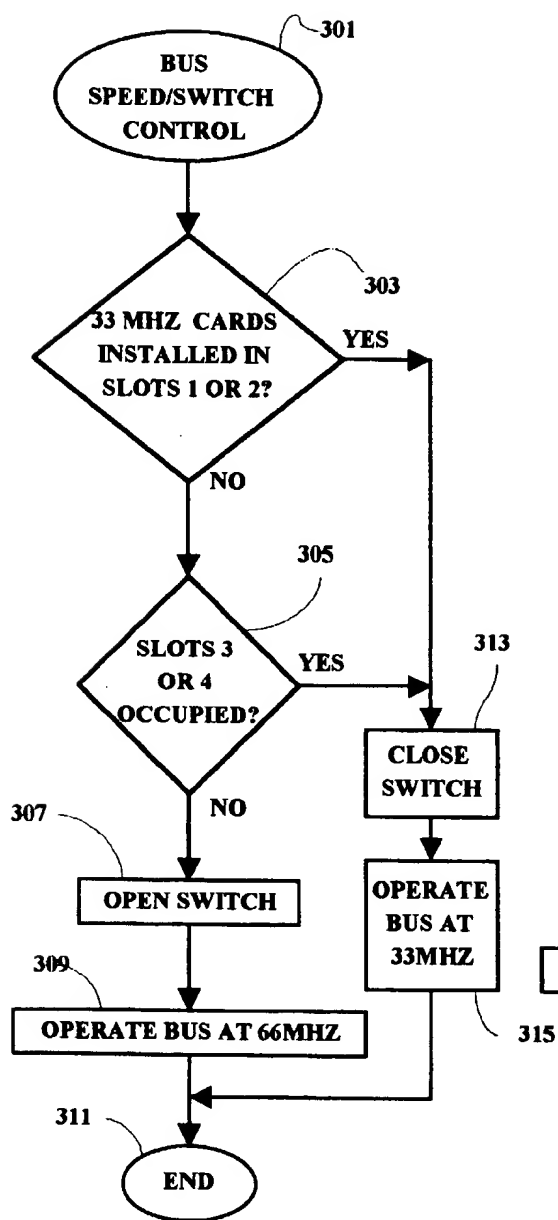 301
BUS
SPEED/SWITCH
CONTROL
303
33 MHZ CARDS
INSTALLED IN
SLOTS 1 OR 2?
YES
NO
305
SLOTS 3
OR 4
OCCUPIED?
YES
313
CLOSE
SWITCH
NO
307
OPEN SWITCH
OPERATE
BUS AT
33MHZ
309
OPERATE BUS AT 66MHZ
315
311
END